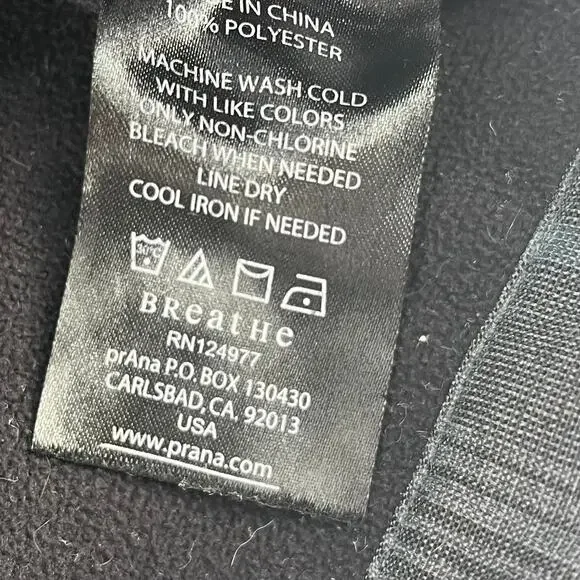 E IN CHINA
100% POLYESTER
MACHINE WASH COLD
WITH LIKE COLORS
ONLY NON-CHLORINE
BLEACH WHEN NEEDED
LINE DRY
COOL IRON IF NEEDED
BReatHe
RN124977
prAna P.O. BOX 130430
CARLSBAD, CA. 92013
USA
www.prana.com